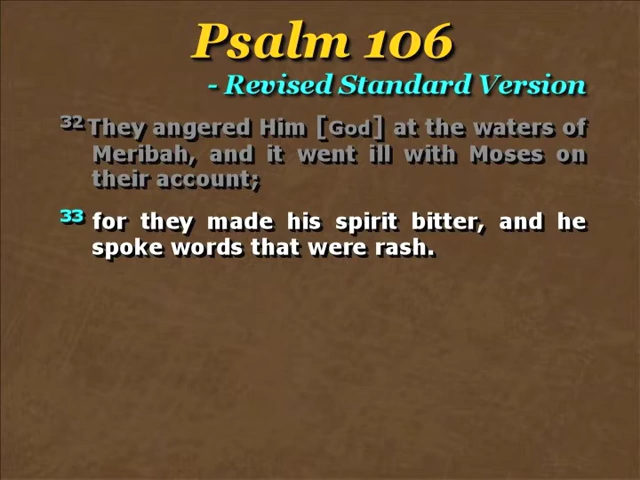 Psalm 106
- Revised Standard Version
32 They angered Him [God] at the waters of
Meribah, and it went ill with Moses on
their account;
33 for they made his spirit bitter, and he
spoke words that were rash.